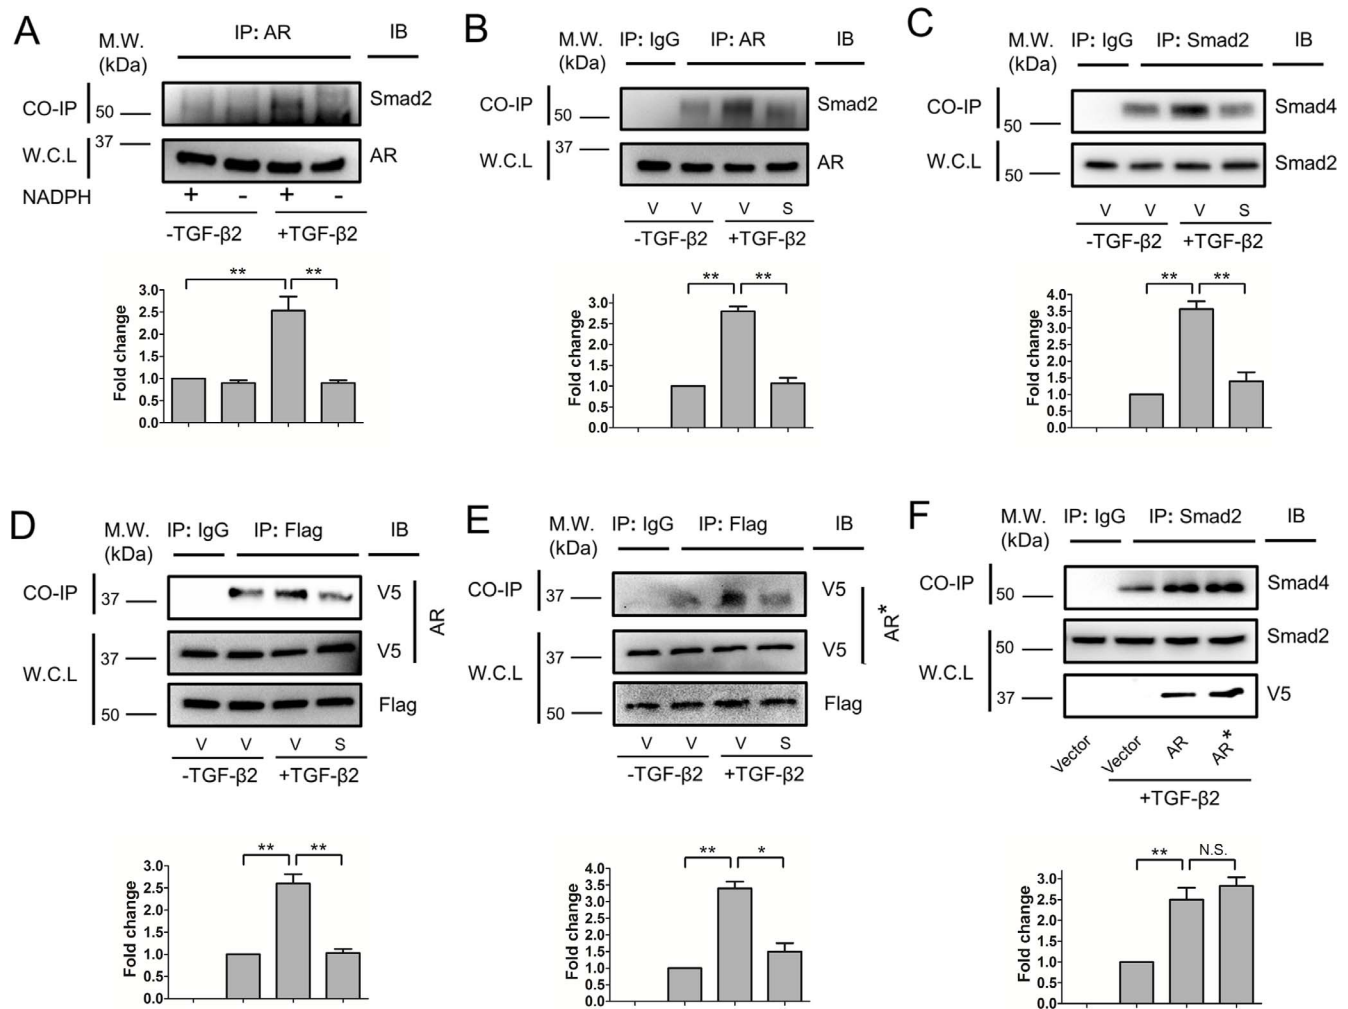 A
M.W.
(kDa)
IP: AR
IB
CO-IP
50
Smad2
W.C.L
37
AR
NADPH
+ - + -
-TGF-β2 +TGF-β2
** **
Fold change
3.0
2.5
2.0
1.5
1.0
0.5
0.0
B
M.W.
(kDa)
IP: IgG IP: AR IB
CO-IP
50
Smad2
W.C.L
37
AR
V V V S
-TGF-β2 +TGF-β2
** **
Fold change
3.0
2.5
2.0
1.5
1.0
0.5
0.0
C
M.W.
(kDa)
IP: IgG IP: Smad2 IB
CO-IP
50
Smad4
W.C.L
50
Smad2
V V V S
-TGF-β2 +TGF-β2
** **
Fold change
4.0
3.5
3.0
2.5
2.0
1.5
1.0
0.5
0.0
D
M.W.
(kDa)
IP: IgG IP: Flag IB
CO-IP
37
V5
AR
W.C.L
37
V5
50
Flag
V V V S
-TGF-β2 +TGF-β2
** **
Fold change
3.0
2.5
2.0
1.5
1.0
0.5
0.0
E
M.W.
(kDa)
IP: IgG IP: Flag IB
CO-IP
37
V5
AR*
W.C.L
37
V5
50
Flag
V V V S
-TGF-β2 +TGF-β2
** *
Fold change
4.0
3.5
3.0
2.5
2.0
1.5
1.0
0.5
0.0
F
M.W.
(kDa)
IP: IgG IP: Smad2 IB
CO-IP
50
Smad4
W.C.L
50
Smad2
37
V5
Vector Vector AR AR*
+TGF-β2
** N.S.
Fold change
3.0
2.5
2.0
1.5
1.0
0.5
0.0